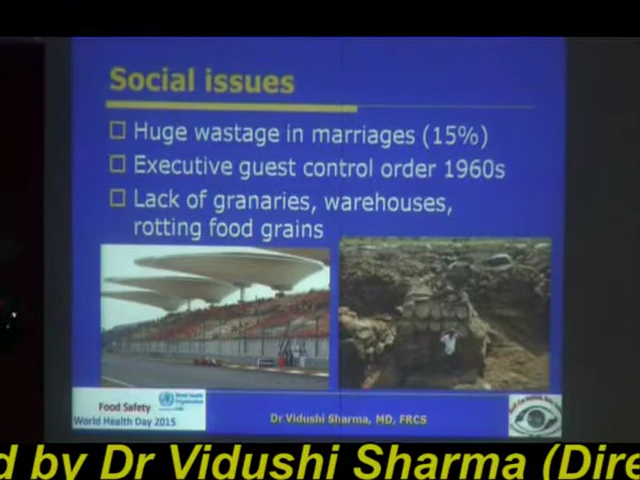 Social issues
Huge wastage in marriages (15%)
Executive guest control order 1960s
Lack of granaries, warehouses,
rotting food grains
Food Safety
World Health
Organization
World Health Day 2015
Dr Vidushi Sharma, MD, FRCS
d by Dr Vidushi Sharma (Dire